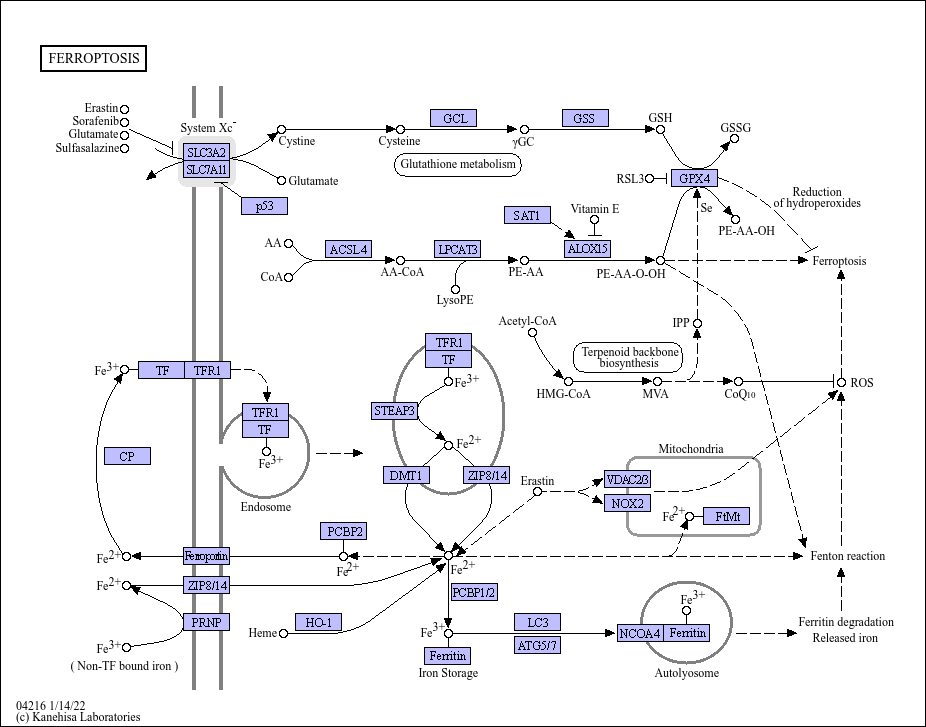 FERROPTOSIS
Erastin
Sorafenib
Glutamate
Sulfasalazine
System Xc-
SLC3A2
SLC7A11
p53
Cystine
Glutamate
GCL
Cysteine
γGC
GSS
GSH
GSSG
Glutathione metabolism
RSL3
GPX4
Se
PE-AA-OH
Reduction
of hydroperoxides
SAT1
Vitamin E
AA
CoA
ACSL4
AA-CoA
LPCAT3
LysoPE
PE-AA
ALOX15
PE-AA-O-OH
Ferroptosis
Acetyl-CoA
IPP
Terpenoid backbone
biosynthesis
HMG-CoA
MVA
CoQ10
ROS
Fe3+
TF
TFR1
TFR1
TF
Fe3+
Endosome
CP
TFR1
TF
Fe3+
STEAP3
Fe2+
DMT1
ZIP8/14
Erastin
Mitochondria
VDAC2/3
NOX2
Fe2+
FtMt
Fe2+
Ferroportin
PCBP2
Fe2+
Fe2+
Fenton reaction
Fe2+
ZIP8/14
PRNP
Fe3+
( Non-TF bound iron )
Heme
HO-1
PCBP1/2
Fe3+
Ferritin
Iron Storage
LC3
ATG5/7
Fe3+
NCOA4
Ferritin
Autolyosome
Ferritin degradation
Released iron
04216 1/14/22
(c) Kanehisa Laboratories